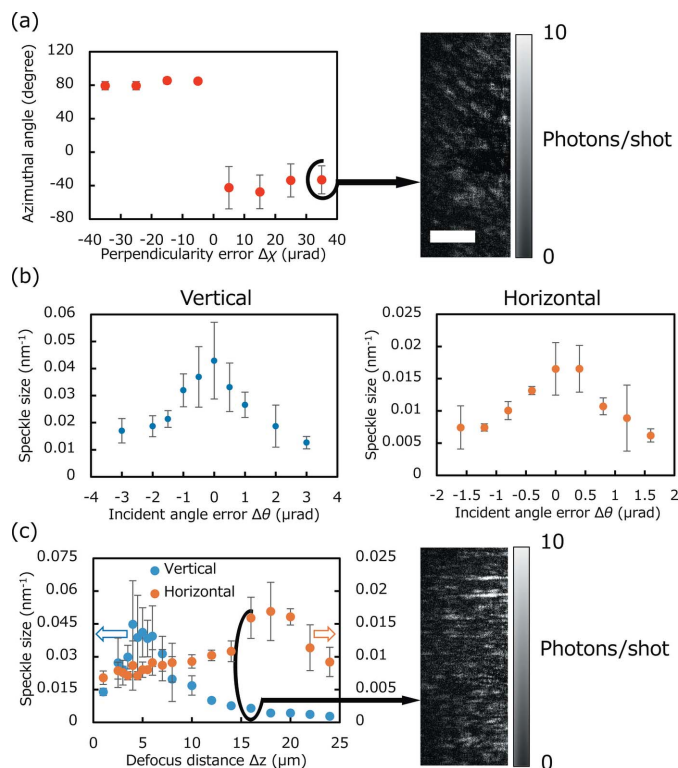 (a)
120
80
40
0
-40
-80
Azimuthal angle (degree)
-40 -30 -20 -10 0 10 20 30 40
Perpendicularity error Δχ (μrad)
10
Photons/shot
0
(b)
Vertical
0.06
0.05
0.04
0.03
0.02
0.01
0
Speckle size (nm⁻¹)
-4 -3 -2 -1 0 1 2 3 4
Incident angle error Δθ (μrad)
Horizontal
0.025
0.02
0.015
0.01
0.005
0
Speckle size (nm⁻¹)
-2 -1.5 -1 -0.5 0 0.5 1 1.5 2
Incident angle error Δθ (μrad)
(c)
0.075
0.06
0.045
0.03
0.015
0
Speckle size (nm⁻¹)
Vertical
Horizontal
0.025
0.02
0.015
0.01
0.005
0
0 5 10 15 20 25
Defocus distance Δz (μm)
10
Photons/shot
0